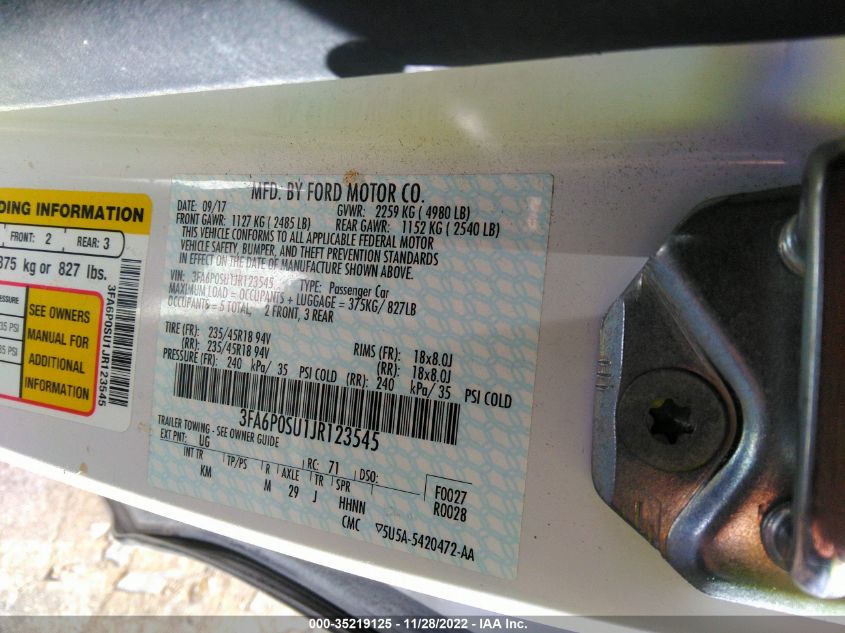 DING INFORMATION
FRONT: 2 REAR: 3
375 kg or 827 lbs.
SEE OWNERS
MANUAL FOR
ADDITIONAL
INFORMATION
35 PSI
35 PSI
3FA6P0SU1JR123545
MFD. BY FORD MOTOR CO.
DATE: 09/17 GVWR: 2259 KG ( 4980 LB)
FRONT GAWR: 1127 KG ( 2485 LB) REAR GAWR: 1152 KG ( 2540 LB)
THIS VEHICLE CONFORMS TO ALL APPLICABLE FEDERAL MOTOR
VEHICLE SAFETY, BUMPER, AND THEFT PREVENTION STANDARDS
IN EFFECT ON THE DATE OF MANUFACTURE SHOWN ABOVE.
VIN: 3FA6P0SU1JR123545 TYPE: Passenger Car
MAXIMUM LOAD = OCCUPANTS + LUGGAGE = 375KG/ 827LB
OCCUPANTS = 5 TOTAL, 2 FRONT, 3 REAR
TIRE (FR): 235/45R18 94V RIMS (FR): 18x8.0J
(RR): 235/45R18 94V (RR): 18x8.0J
PRESSURE (FR): 240 kPa/ 35 PSI COLD (RR): 240 kPa/ 35 PSI COLD
3FA6P0SU1JR123545
TRAILER TOWING - SEE OWNER GUIDE
EXT PNT: UG RC: 71 DSO: F0027
INT TR TP/PS R AXLE TR SPR R0028
KM M 29 J HHNN
CMC 5U5A-5420472-AA
000-35219125 - 11/28/2022 - IAA Inc.